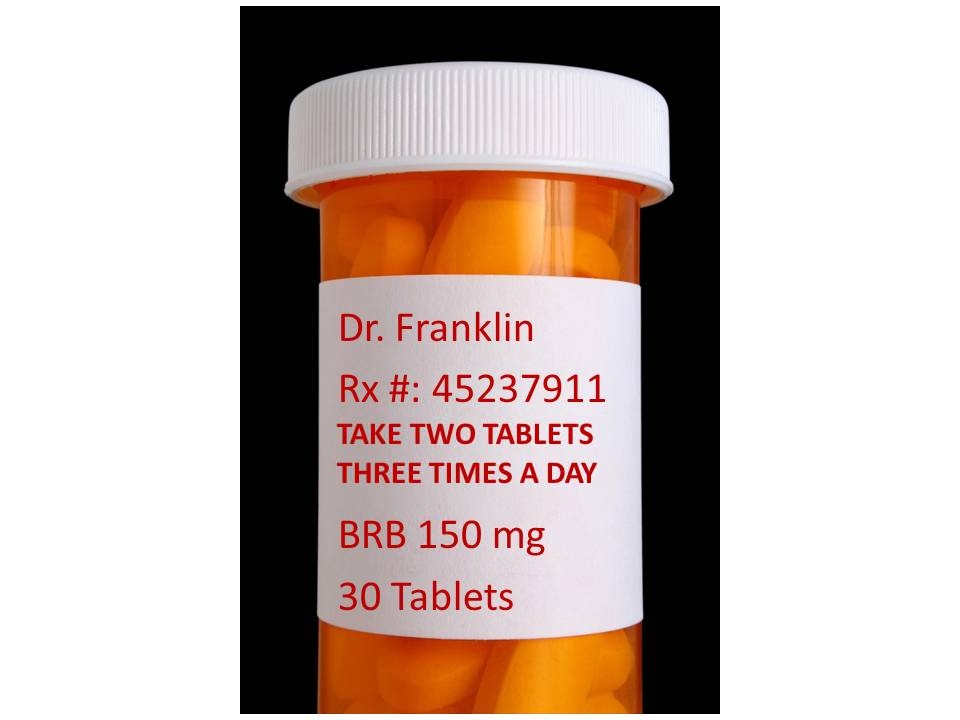 Dr. Franklin
Rx #: 45237911
TAKE TWO TABLETS
THREE TIMES A DAY
BRB 150 mg
30 Tablets